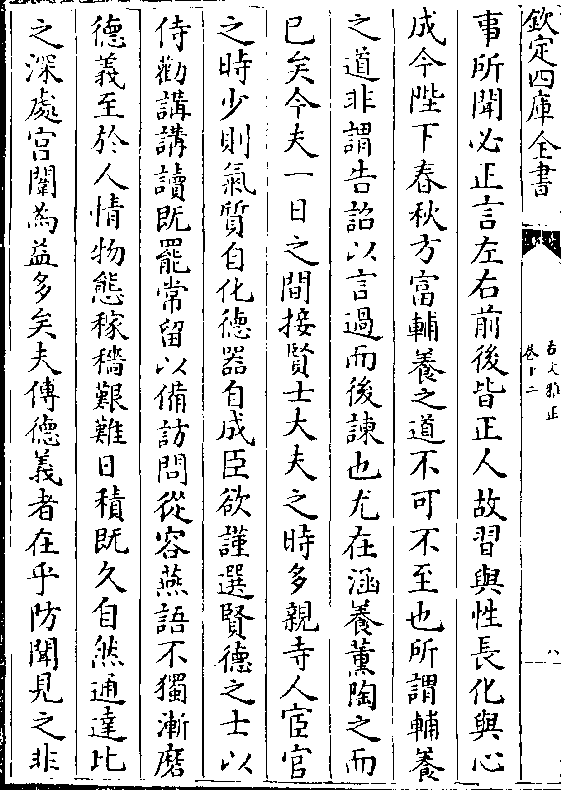 欽定四庫全書
古文雅正
卷十二
八
事所聞必正言左右前後皆正人故習與性長化與心
成今陛下春秋方富輔養之道不可不至也所謂輔養
之道非謂告詔以言過而後諫也尤在涵養薰陶之而
已矣今夫一日之間接賢士大夫之時多親寺人宦官
之時少則氣質自化德器自成臣欲謹選賢德之士以
侍勸講講讀既罷常留以備訪問從容燕語不獨漸磨
德義至於人情物態稼穡艱難日積既久自然通達比
之深處宫闈為益多矣夫傅德義者在乎防聞見之非